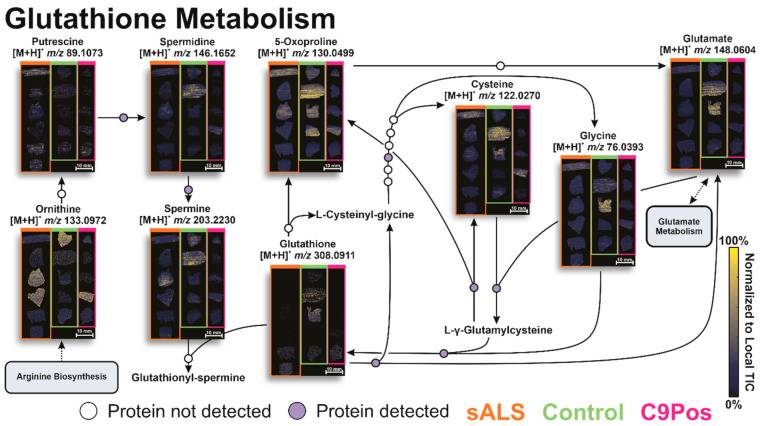 Glutathione Metabolism
Putrescine
[M+H]+ m/z 89.1073
10 mm
Spermidine
[M+H]+ m/z 146.1652
10 mm
5-Oxoproline
[M+H]+ m/z 130.0499
10 mm
Glutamate
[M+H]+ m/z 148.0604
10 mm
Cysteine
[M+H]+ m/z 122.0270
10 mm
Glycine
[M+H]+ m/z 76.0393
10 mm
Ornithine
[M+H]+ m/z 133.0972
10 mm
Spermine
[M+H]+ m/z 203.2230
10 mm
L-Cysteinyl-glycine
Glutathione
[M+H]+ m/z 308.0911
10 mm
Glutamate
Metabolism
L-γ-Glutamylcysteine
Arginine Biosynthesis
Glutathionyl-spermine
100%
Normalized to Local TIC
0%
Protein not detected
Protein detected
sALS
Control
C9Pos